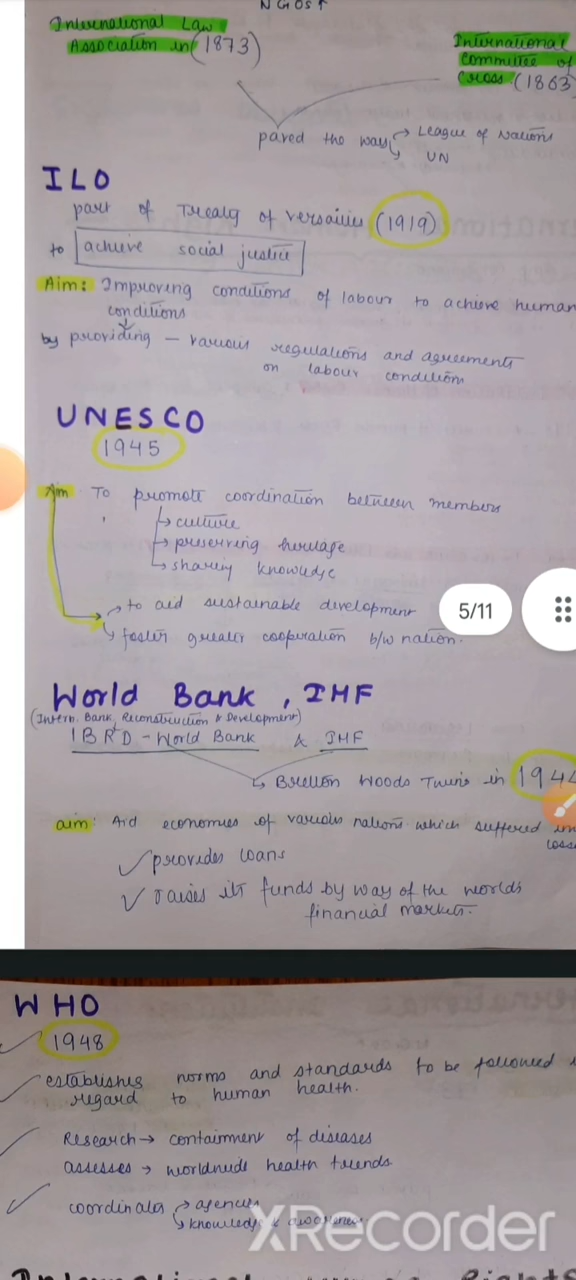 NGOs
International Law
Association in (1873)
International
Committee of
Cross (1863)
paved the way → League of Nations
UN
ILO
part of Treaty of Versailles (1919)
to achieve social justice
Aim: Improving conditions of labour to achieve human
conditions
by providing – various regulations and agreements
on labour condition
UNESCO
1945
Aim To promote coordination between members
→ culture
→ preserving heritage
→ sharing knowledge
→ to aid sustainable development
5/11
foster greater cooperation b/w nation.
World Bank, IMF
(Intern. Bank, Reconstruction & Development)
IBRD – World Bank & IMF
Bretton Woods Twins in 194
aim: Aid economies of various nations which suffered
loss
✓ provides loans
✓ raises its funds by way of the world's
financial markets.
WHO
1948
establishes norms and standards to be followed
regard to human health.
Research → containment of diseases
assesses → worldwide health trends
coordinates → agencies
knowledge & awareness
XRecorder